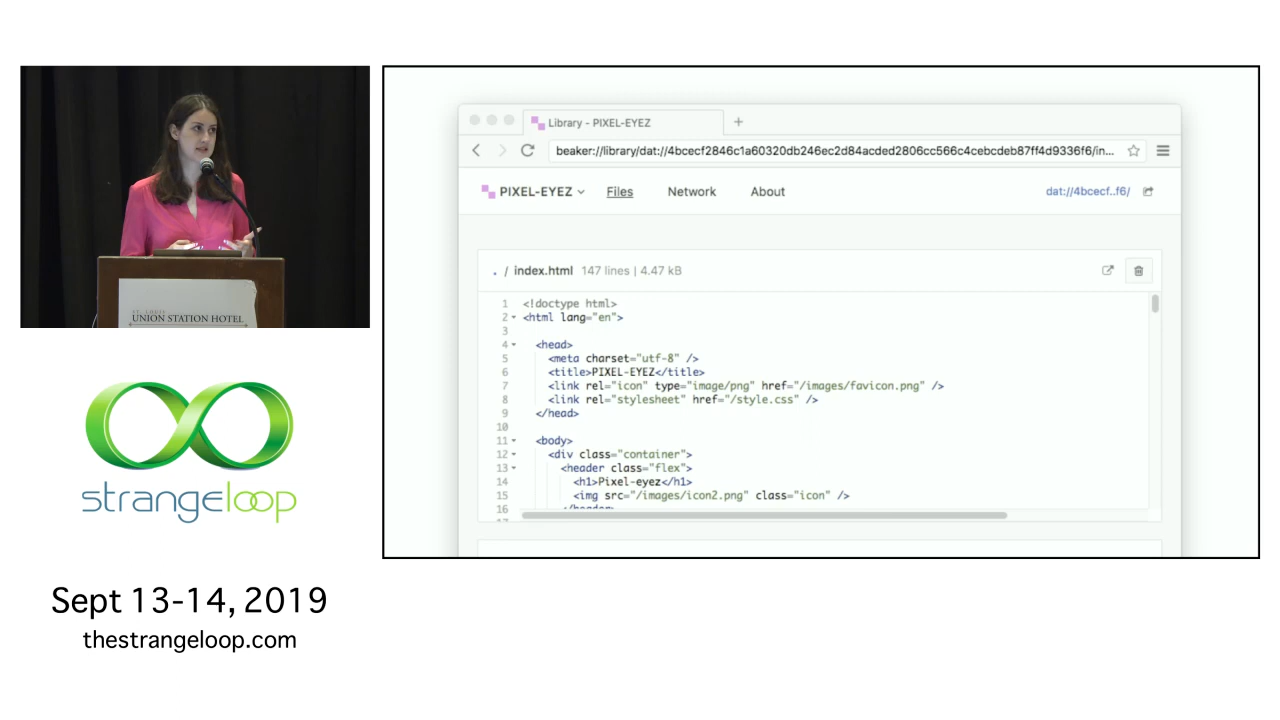 Library - PIXEL-EYEZ
beaker://library/dat://4bcecf2846c1a60320db246ec2d84acded2806cc566c4cebcdeb87ff4d9336f6/in...
PIXEL-EYEZ Files Network About dat://4bcecf..f6/
. / index.html 147 lines | 4.47 kB
1 <!doctype html>
2 <html lang="en">
3
4 <head>
5 <meta charset="utf-8" />
6 <title>PIXEL-EYEZ</title>
7 <link rel="icon" type="image/png" href="/images/favicon.png" />
8 <link rel="stylesheet" href="/style.css" />
9 </head>
10
11 <body>
12 <div class="container">
13 <header class="flex">
14 <h1>Pixel-eyez</h1>
15 <img src="/images/icon2.png" class="icon" />
16 </header>
17
ST. LOUIS
UNION STATION HOTEL
strangeloop
Sept 13-14, 2019
thestrangeloop.com